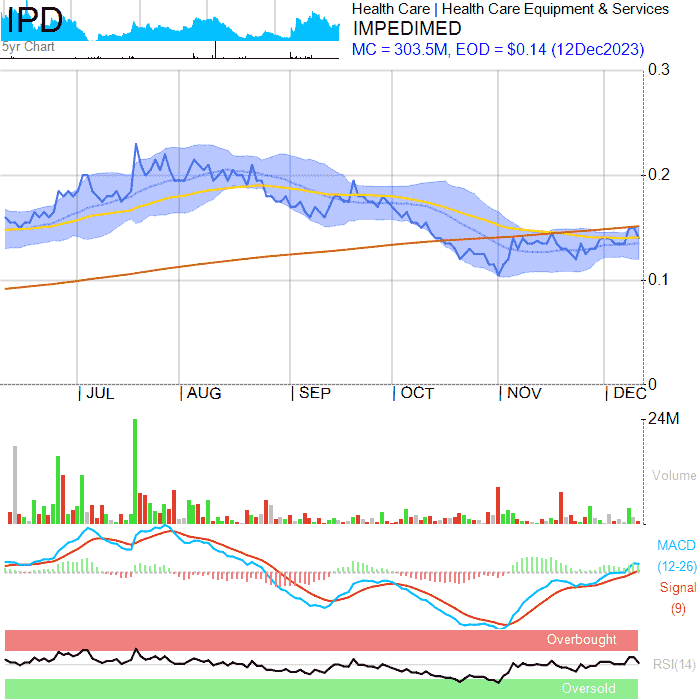 IPD
5yr Chart
Health Care | Health Care Equipment & Services
IMPEDIMED
MC = 303.5M, EOD = $0.14 (12Dec2023)
0.3
0.2
0.1
0
JUL
AUG
SEP
OCT
NOV
DEC
24M
Volume
MACD
(12-26)
Signal
(9)
Overbought
RSI(14)
Oversold